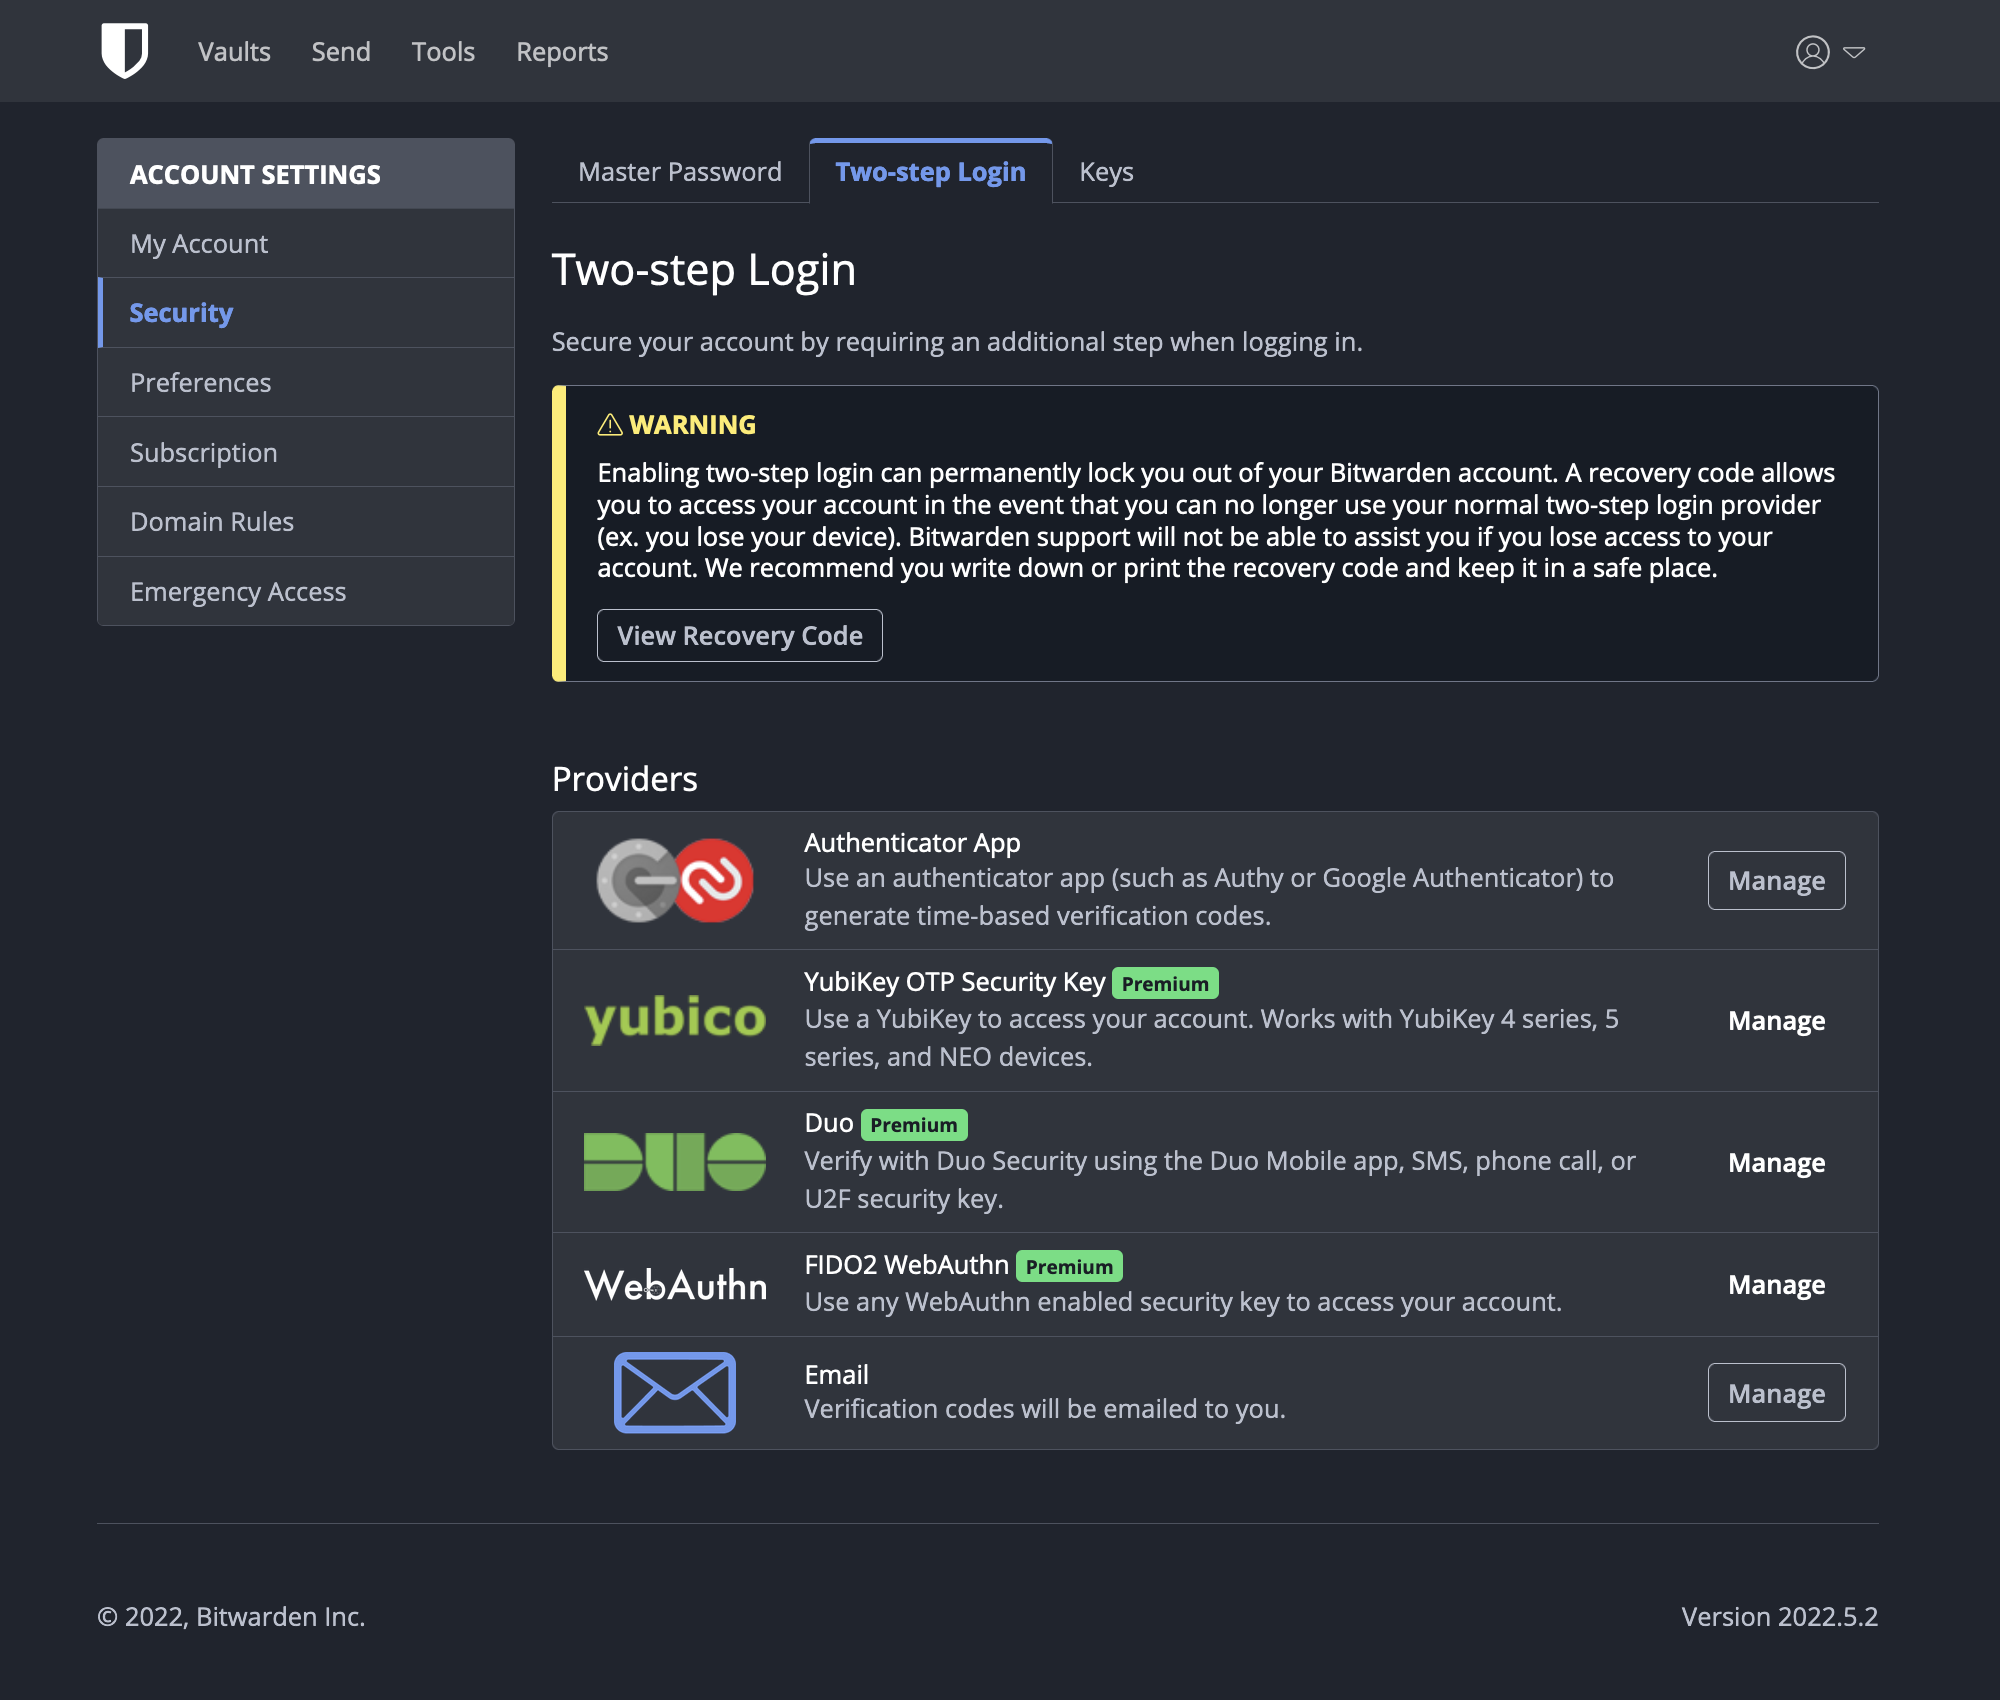 Vaults
Send
Tools
Reports
ACCOUNT SETTINGS
My Account
Security
Preferences
Subscription
Domain Rules
Emergency Access
Master Password
Two-step Login
Keys
Two-step Login
Secure your account by requiring an additional step when logging in.
WARNING
Enabling two-step login can permanently lock you out of your Bitwarden account. A recovery code allows
you to access your account in the event that you can no longer use your normal two-step login provider
(ex. you lose your device). Bitwarden support will not be able to assist you if you lose access to your
account. We recommend you write down or print the recovery code and keep it in a safe place.
View Recovery Code
Providers
Authenticator App
Use an authenticator app (such as Authy or Google Authenticator) to
generate time-based verification codes.
Manage
yubico
YubiKey OTP Security Key Premium
Use a YubiKey to access your account. Works with YubiKey 4 series, 5
series, and NEO devices.
Manage
DUO
Duo Premium
Verify with Duo Security using the Duo Mobile app, SMS, phone call, or
U2F security key.
Manage
WebAuthn
FIDO2 WebAuthn Premium
Use any WebAuthn enabled security key to access your account.
Manage
Email
Verification codes will be emailed to you.
Manage
© 2022, Bitwarden Inc.
Version 2022.5.2